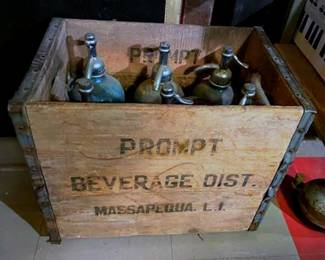 PROMPT
PROMPT
BEVERAGE DIST.
MASSAPEQUA. L.I.